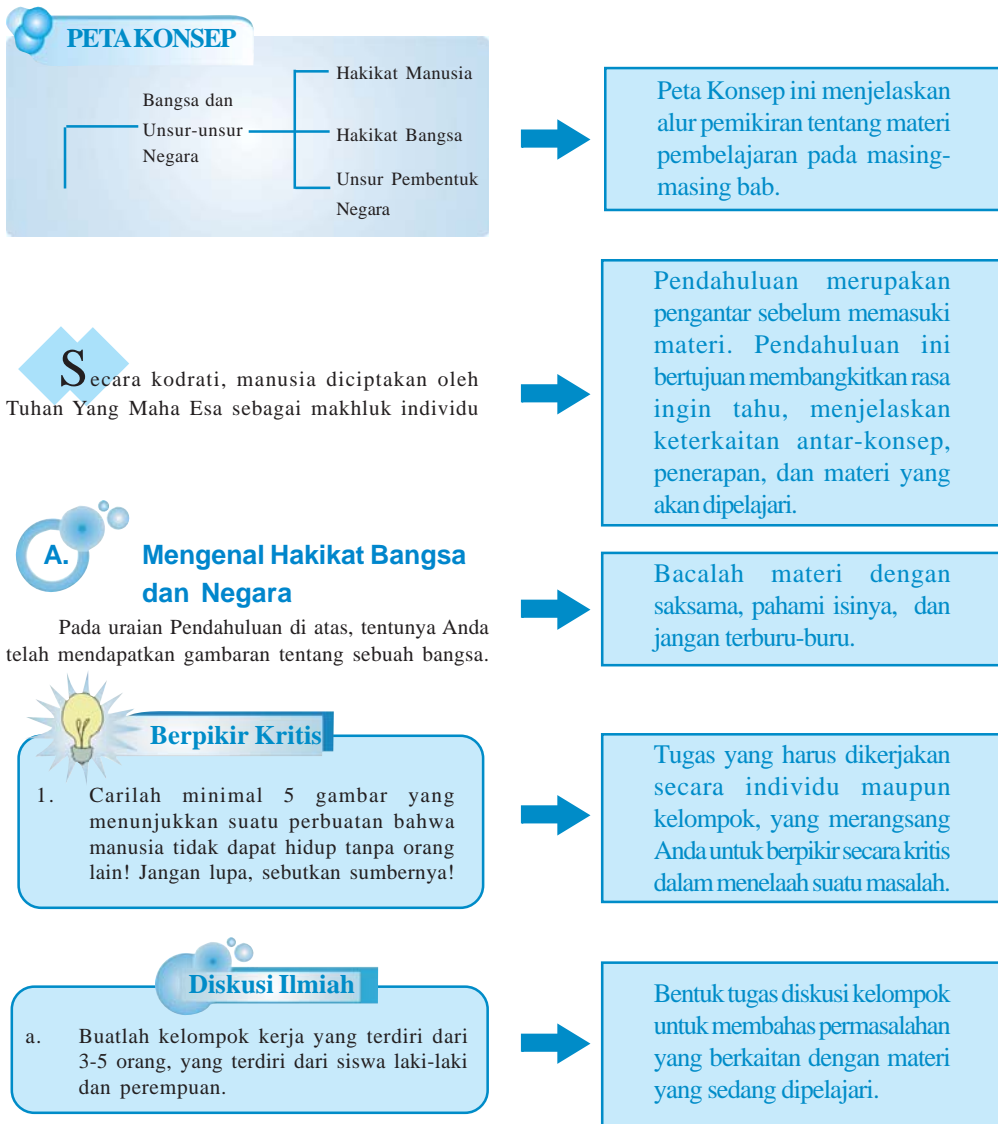 PETA KONSEP
Hakikat Manusia
Bangsa dan
Unsur-unsur
Negara
Hakikat Bangsa
Unsur Pembentuk
Negara
Peta Konsep ini menjelaskan
alur pemikiran tentang materi
pembelajaran pada masing-
masing bab.
Secara kodrati, manusia diciptakan oleh
Tuhan Yang Maha Esa sebagai makhluk individu
Pendahuluan merupakan
pengantar sebelum memasuki
materi. Pendahuluan ini
bertujuan membangkitkan rasa
ingin tahu, menjelaskan
keterkaitan antar-konsep,
penerapan, dan materi yang
akan dipelajari.
A. Mengenal Hakikat Bangsa
dan Negara
Pada uraian Pendahuluan di atas, tentunya Anda
telah mendapatkan gambaran tentang sebuah bangsa.
Bacalah materi dengan
saksama, pahami isinya, dan
jangan terburu-buru.
Berpikir Kritis
1. Carilah minimal 5 gambar yang
menunjukkan suatu perbuatan bahwa
manusia tidak dapat hidup tanpa orang
lain! Jangan lupa, sebutkan sumbernya!
Tugas yang harus dikerjakan
secara individu maupun
kelompok, yang merangsang
Anda untuk berpikir secara kritis
dalam menelaah suatu masalah.
Diskusi Ilmiah
a. Buatlah kelompok kerja yang terdiri dari
3-5 orang, yang terdiri dari siswa laki-laki
dan perempuan.
Bentuk tugas diskusi kelompok
untuk membahas permasalahan
yang berkaitan dengan materi
yang sedang dipelajari.